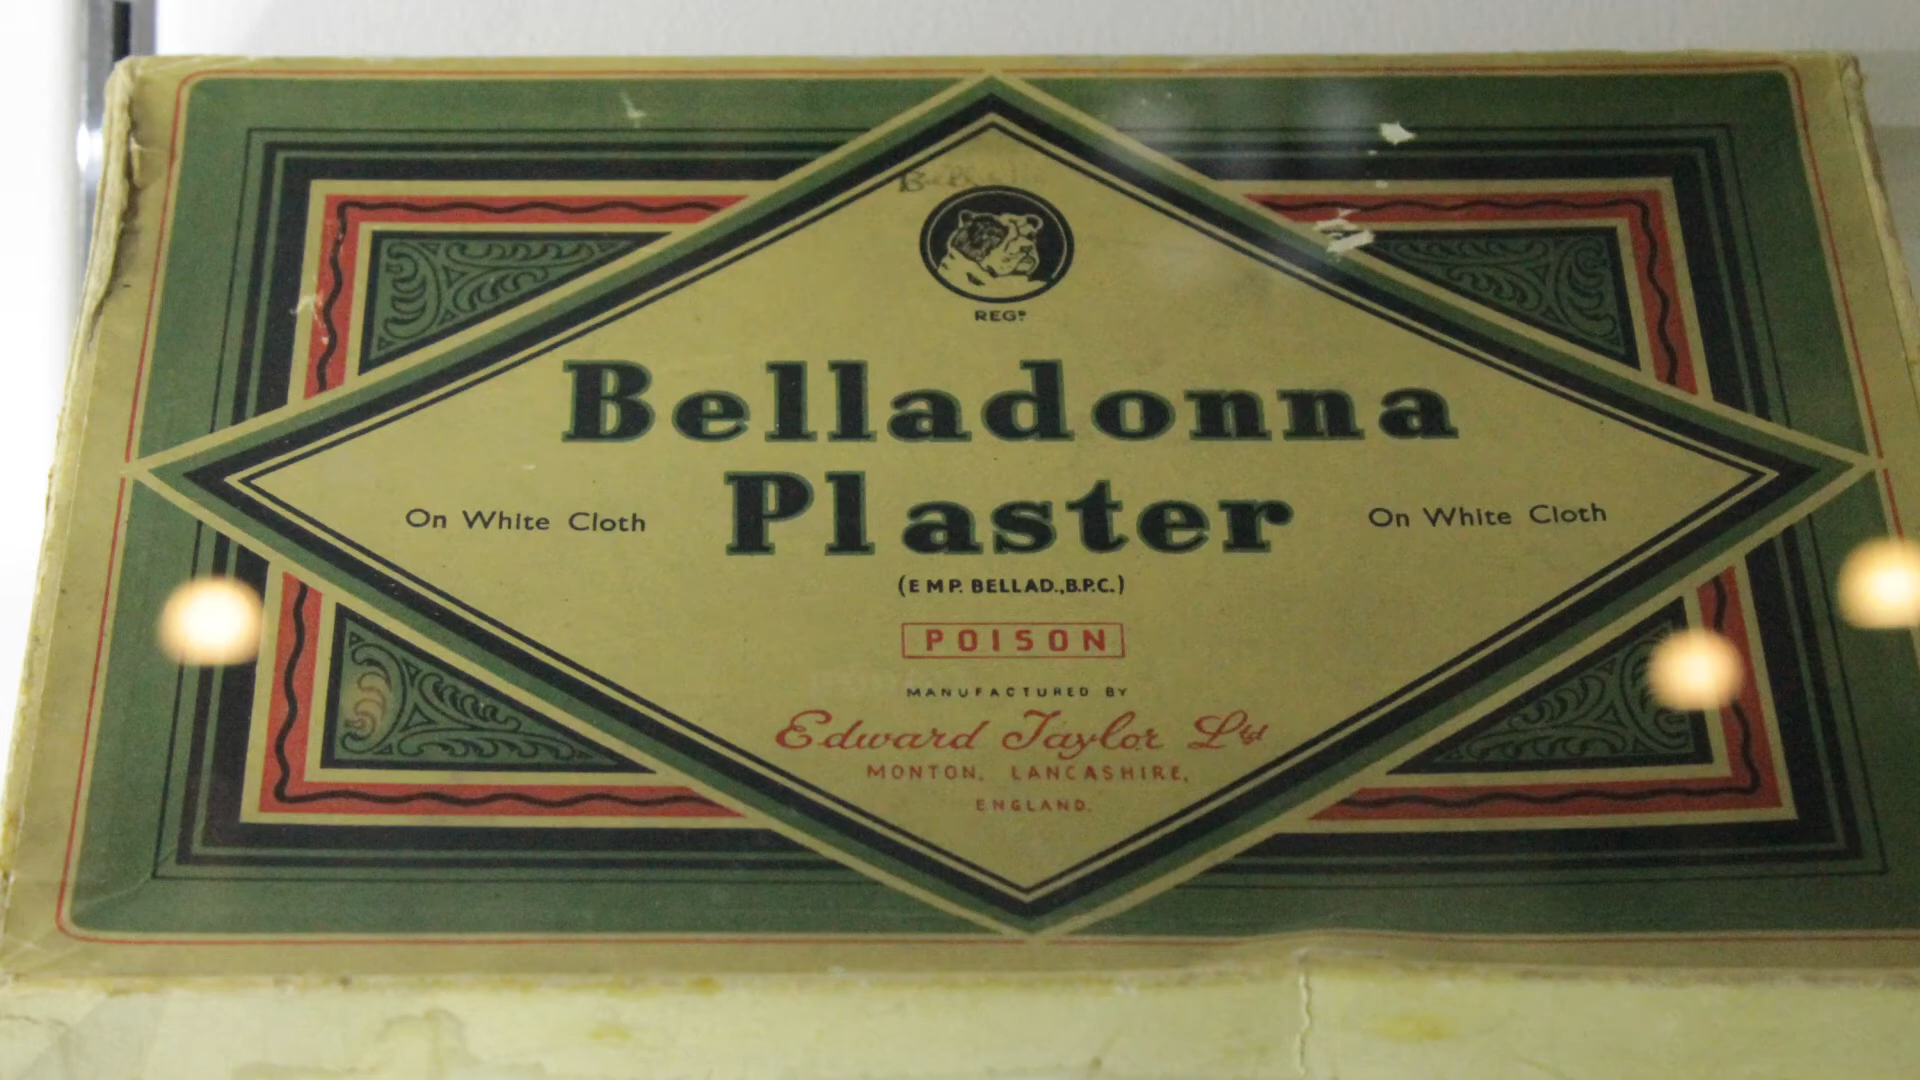 REGD
Belladonna
Plaster
On White Cloth
On White Cloth
(EMP. BELLAD., B.P.C.)
POISON
MANUFACTURED BY
Edward Taylor Ltd
MONTON, LANCASHIRE,
ENGLAND.